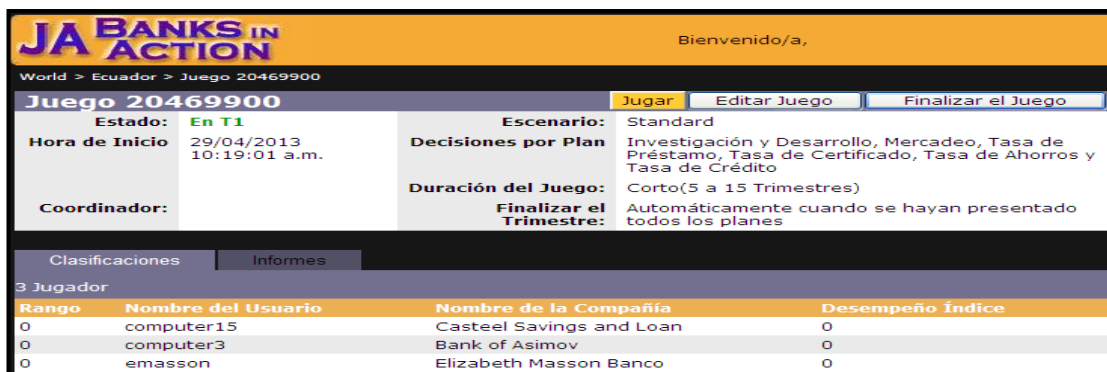 JA BANKS IN ACTION
Bienvenido/a,
World > Ecuador > Juego 20469900
Juego 20469900 Jugar Editar Juego Finalizar el Juego
Estado: En T1 Escenario: Standard
Hora de Inicio 29/04/2013 Decisiones por Plan Investigación y Desarrollo, Mercadeo, Tasa de
10:19:01 a.m. Préstamo, Tasa de Certificado, Tasa de Ahorros y
Tasa de Crédito
Duración del Juego: Corto(5 a 15 Trimestres)
Coordinador: Finalizar el Automáticamente cuando se hayan presentado
Trimestre: todos los planes
Clasificaciones Informes
3 Jugador
Rango Nombre del Usuario Nombre de la Compañía Desempeño Índice
0 computer15 Casteel Savings and Loan 0
0 computer3 Bank of Asimov 0
0 emasson Elizabeth Masson Banco 0